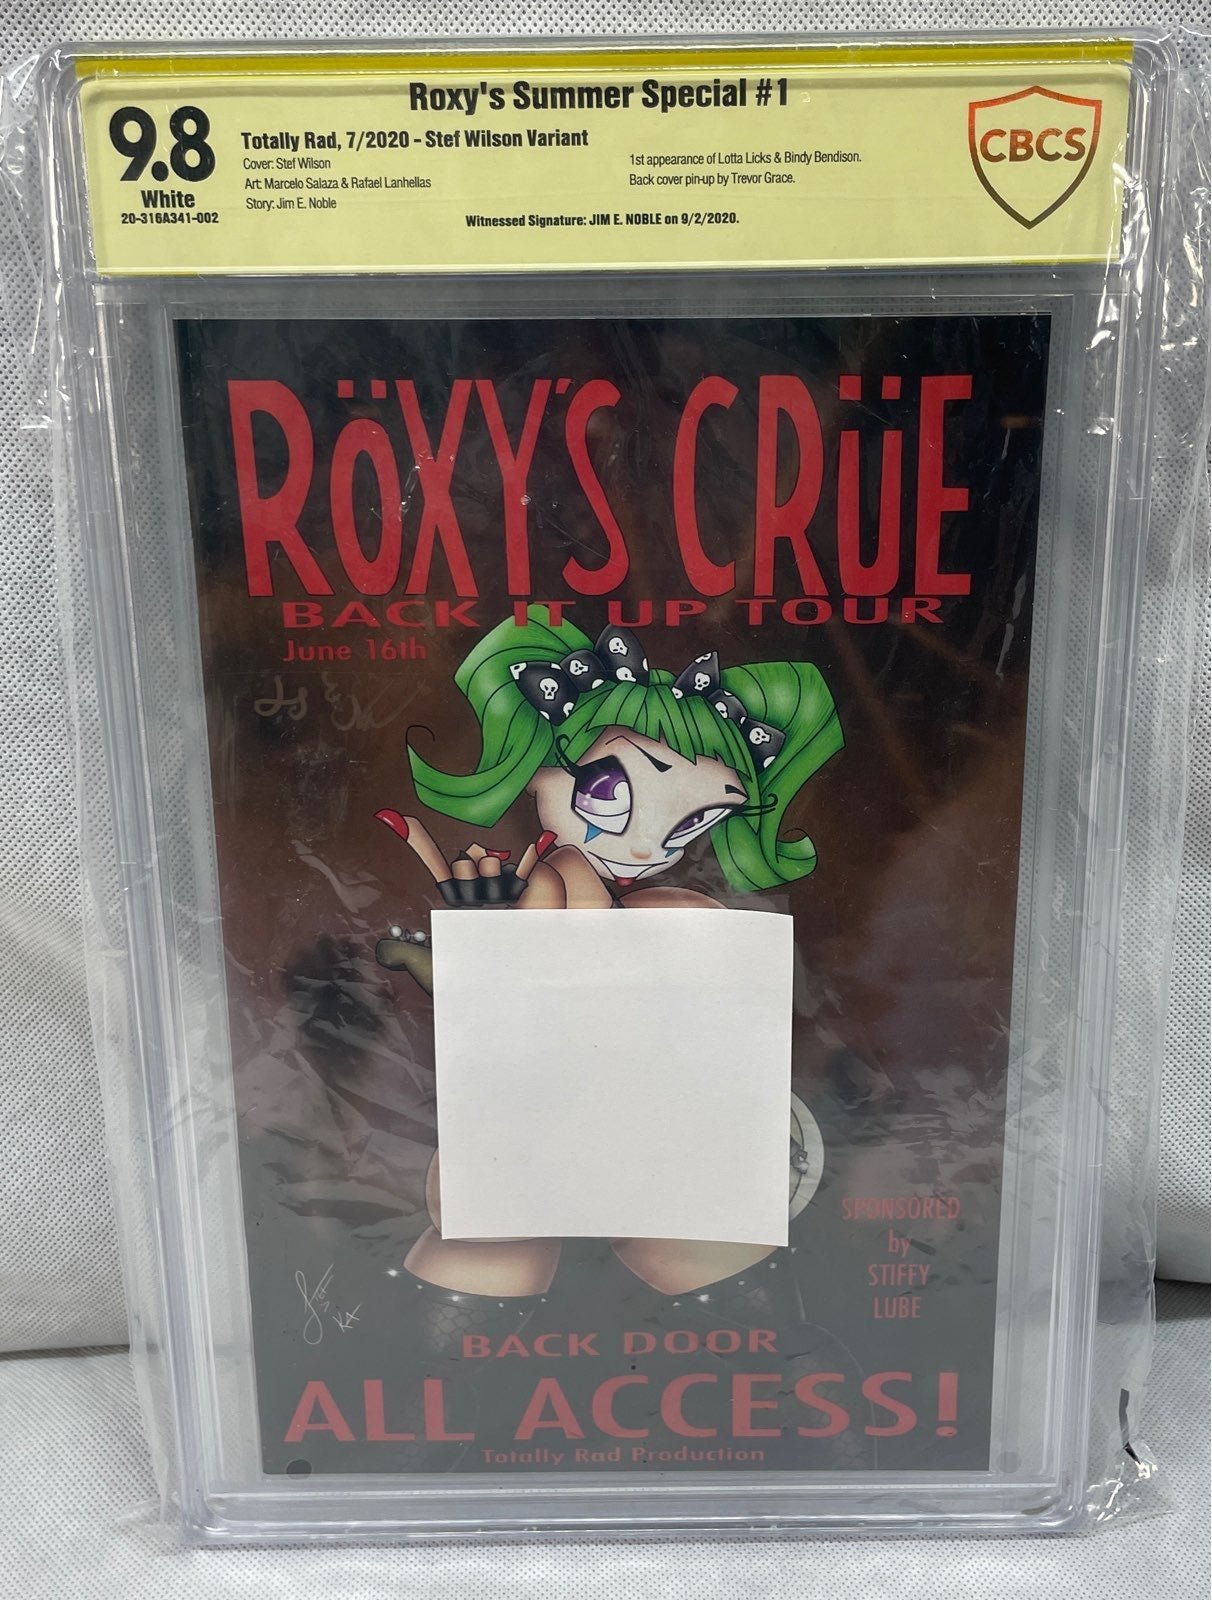 Roxy's Summer Special #1
9.8
White
20-316A341-002
Totally Rad, 7/2020 - Stef Wilson Variant
Cover: Stef Wilson
Art: Marcelo Salaza & Rafael Lanhellas
Story: Jim E. Noble
1st appearance of Lotta Licks & Bindy Bendison.
Back cover pin-up by Trevor Grace.
Witnessed Signature: JIM E. NOBLE on 9/2/2020.
CBCS
RöXY'S CRüE
BACK IT UP TOUR
June 16th
SPONSORED
by
STIFFY
LUBE
KA
BACK DOOR
ALL ACCESS!
Totally Rad Production